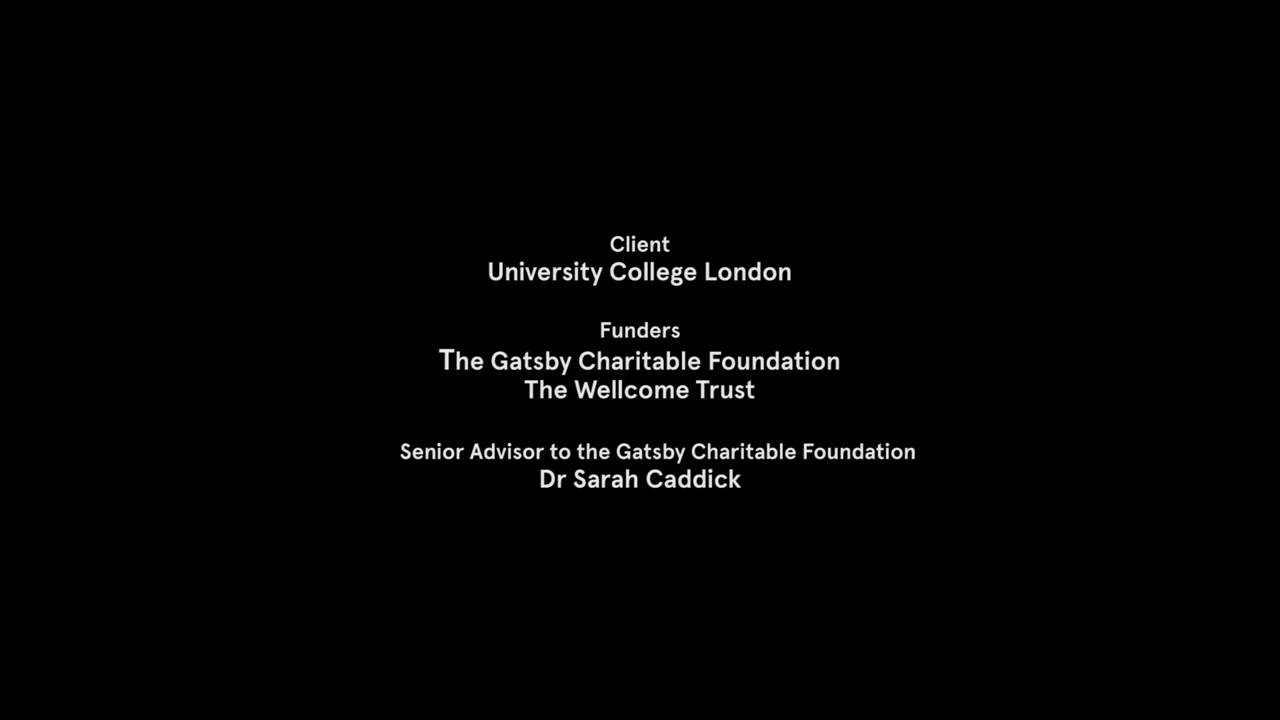 Client
University College London
Funders
The Gatsby Charitable Foundation
The Wellcome Trust
Senior Advisor to the Gatsby Charitable Foundation
Dr Sarah Caddick